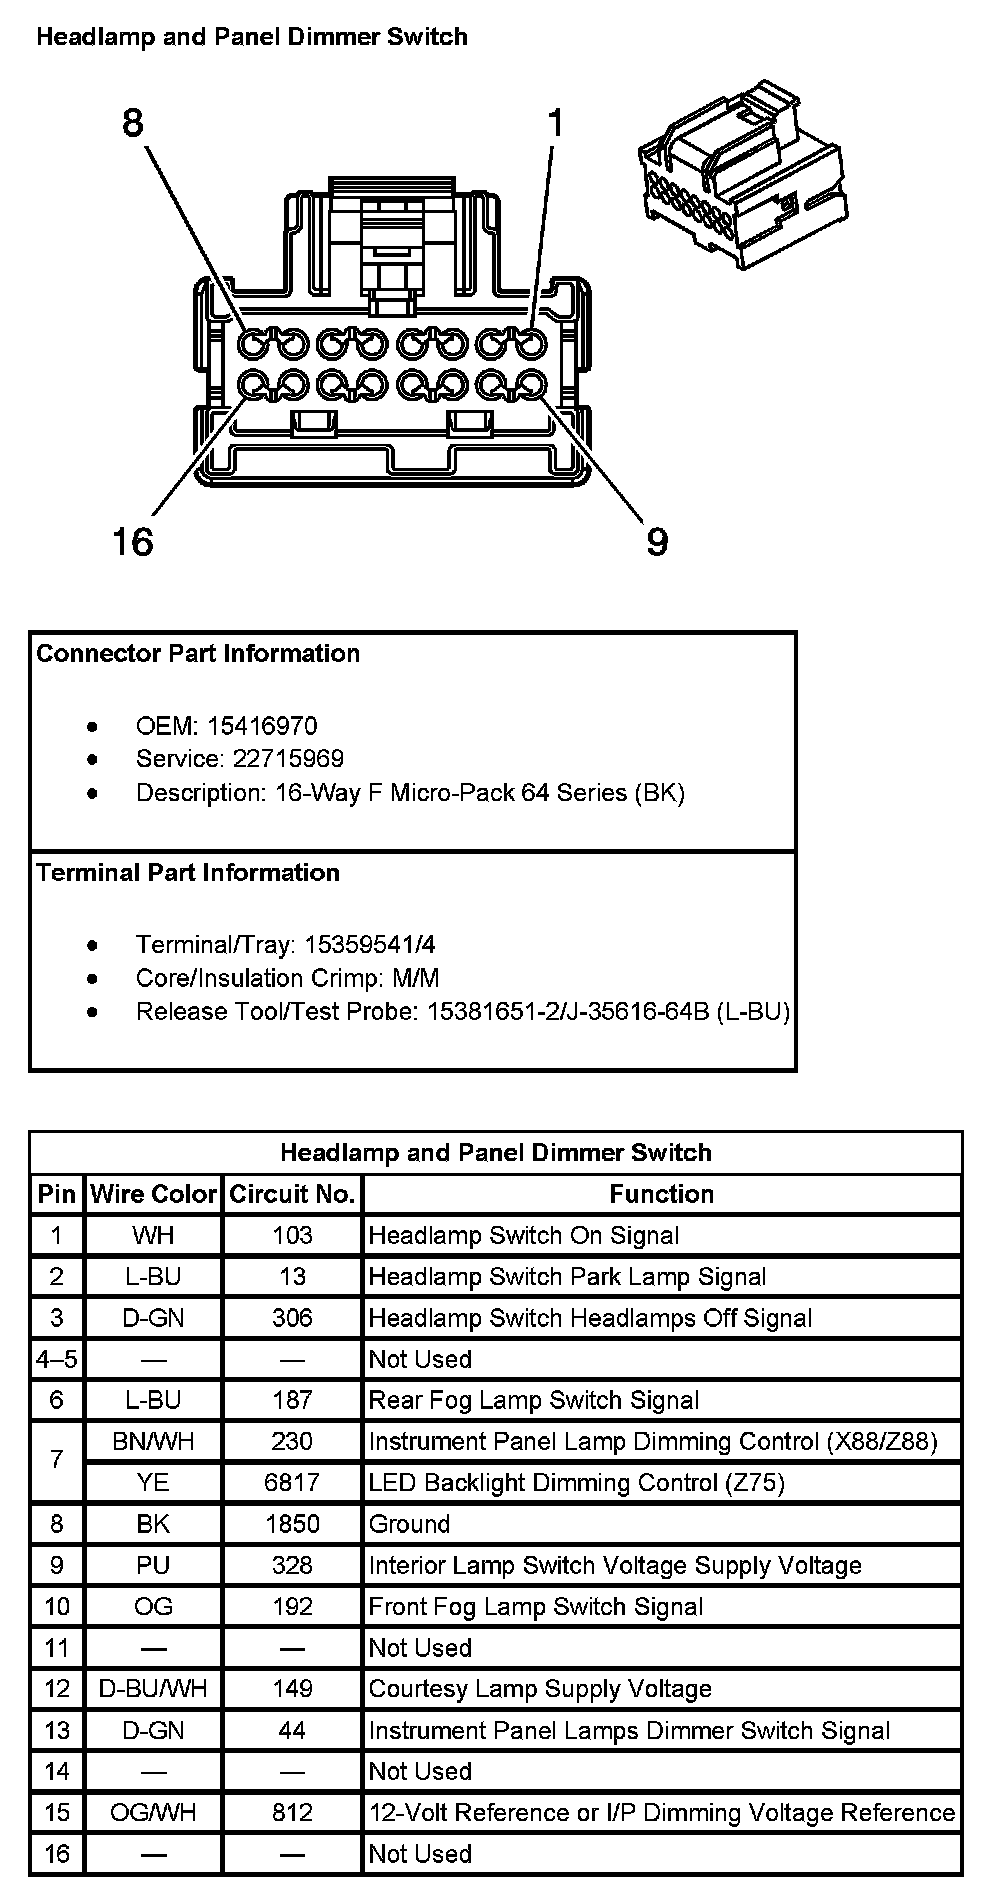 Headlamp and Panel Dimmer Switch
8 1
16 9
Connector Part Information
• OEM: 15416970
• Service: 22715969
• Description: 16-Way F Micro-Pack 64 Series (BK)
Terminal Part Information
• Terminal/Tray: 15359541/4
• Core/Insulation Crimp: M/M
• Release Tool/Test Probe: 15381651-2/J-35616-64B (L-BU)
Headlamp and Panel Dimmer Switch
Pin Wire Color Circuit No. Function
1 WH 103 Headlamp Switch On Signal
2 L-BU 13 Headlamp Switch Park Lamp Signal
3 D-GN 306 Headlamp Switch Headlamps Off Signal
4–5 — — Not Used
6 L-BU 187 Rear Fog Lamp Switch Signal
7 BN/WH 230 Instrument Panel Lamp Dimming Control (X88/Z88)
YE 6817 LED Backlight Dimming Control (Z75)
8 BK 1850 Ground
9 PU 328 Interior Lamp Switch Voltage Supply Voltage
10 OG 192 Front Fog Lamp Switch Signal
11 — — Not Used
12 D-BU/WH 149 Courtesy Lamp Supply Voltage
13 D-GN 44 Instrument Panel Lamps Dimmer Switch Signal
14 — — Not Used
15 OG/WH 812 12-Volt Reference or I/P Dimming Voltage Reference
16 — — Not Used